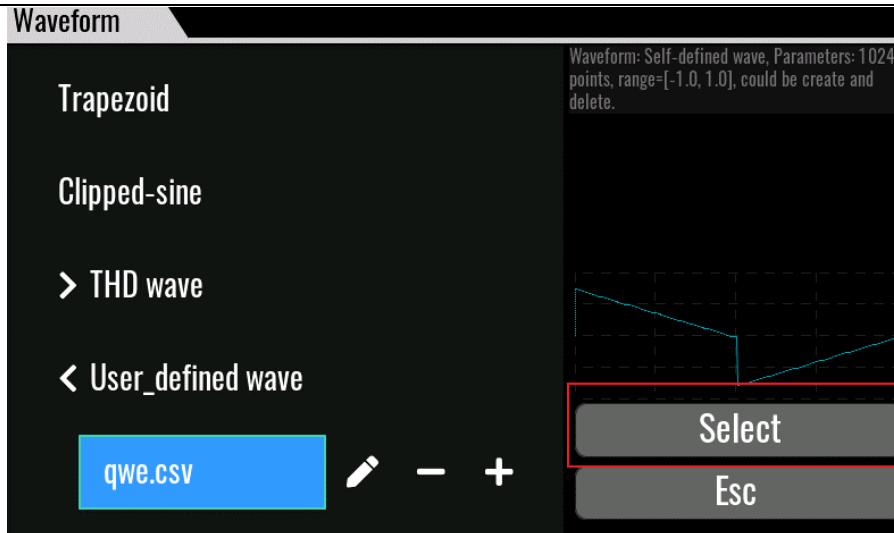 Waveform
Waveform: Self-defined wave, Parameters: 1024
points, range=[-1.0, 1.0], could be create and
delete.
Trapezoid
Clipped-sine
THD wave
User_defined wave
qwe.csv
Select
Esc